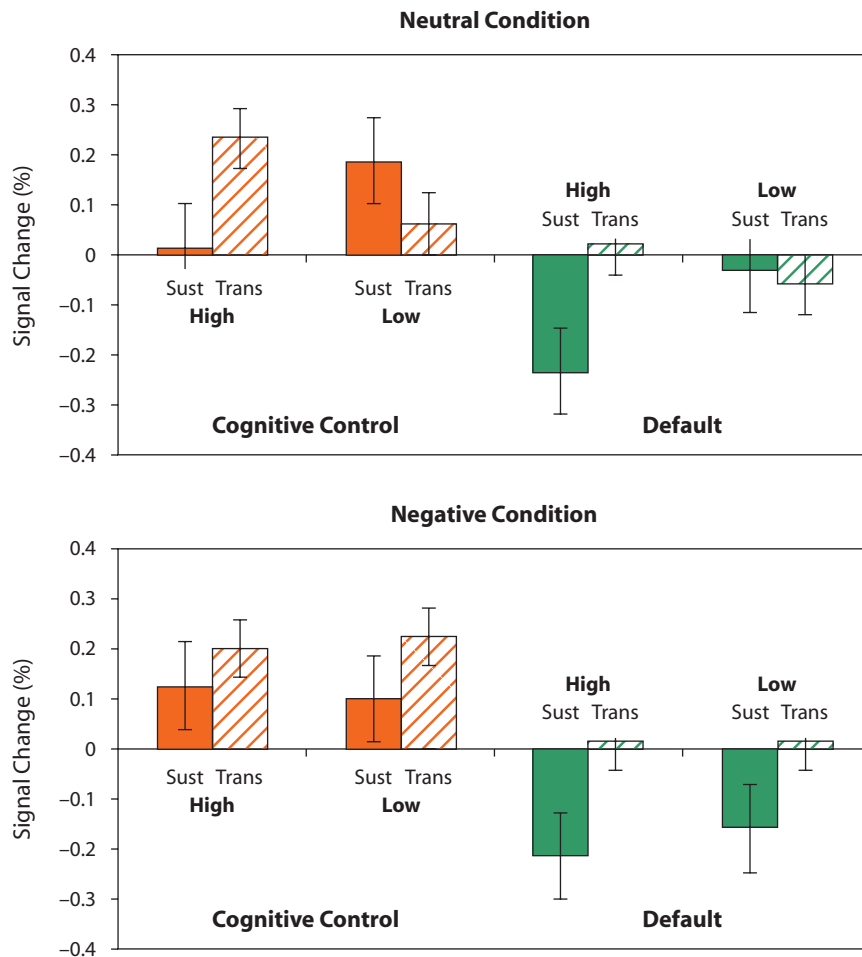 Neutral Condition
0.4
0.3
0.2
0.1
0
–0.1
–0.2
–0.3
–0.4
Signal Change (%)
Sust Trans
High
Sust Trans
Low
High
Sust Trans
Low
Sust Trans
Cognitive Control
Default
Negative Condition
0.4
0.3
0.2
0.1
0
–0.1
–0.2
–0.3
–0.4
Signal Change (%)
Sust Trans
High
Sust Trans
Low
High
Sust Trans
Low
Sust Trans
Cognitive Control
Default